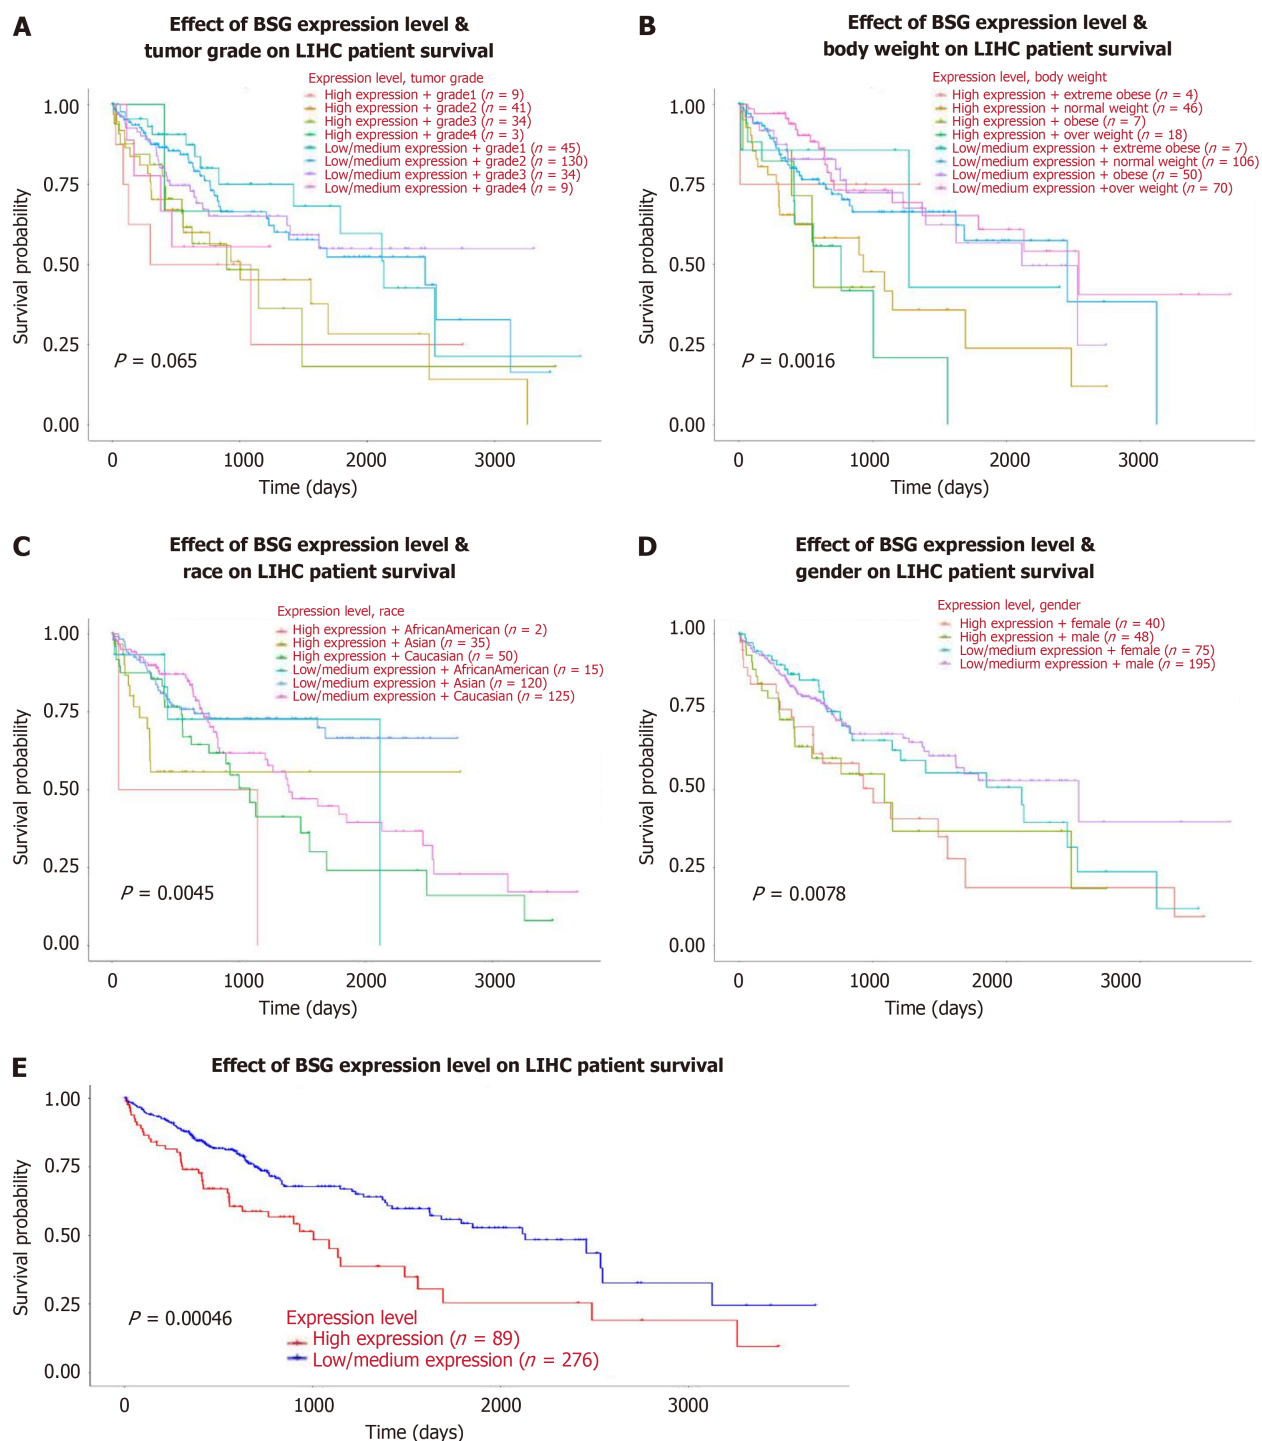 A
Effect of BSG expression level &
tumor grade on LIHC patient survival
Expression level, tumor grade
High expression + grade1 (n = 9)
High expression + grade2 (n = 41)
High expression + grade3 (n = 34)
High expression + grade4 (n = 3)
Low/medium expression + grade1 (n = 45)
Low/medium expression + grade2 (n = 130)
Low/medium expression + grade3 (n = 34)
Low/medium expression + grade4 (n = 9)
1.00
0.75
0.50
0.25
0.00
Survival probability
P = 0.065
0 1000 2000 3000
Time (days)
B
Effect of BSG expression level &
body weight on LIHC patient survival
Expression level, body weight
High expression + extreme obese (n = 4)
High expression + normal weight (n = 46)
High expression + obese (n = 7)
High expression + over weight (n = 18)
Low/medium expression + extreme obese (n = 7)
Low/medium expression + normal weight (n = 106)
Low/medium expression + obese (n = 50)
Low/medium expression +over weight (n = 70)
1.00
0.75
0.50
0.25
0.00
Survival probability
P = 0.0016
0 1000 2000 3000
Time (days)
C
Effect of BSG expression level &
race on LIHC patient survival
Expression level, race
High expression + AfricanAmerican (n = 2)
High expression + Asian (n = 35)
High expression + Caucasian (n = 50)
Low/medium expression + AfricanAmerican (n = 15)
Low/medium expression + Asian (n = 120)
Low/medium expression + Caucasian (n = 125)
1.00
0.75
0.50
0.25
0.00
Survival probability
P = 0.0045
0 1000 2000 3000
Time (days)
D
Effect of BSG expression level &
gender on LIHC patient survival
Expression level, gender
High expression + female (n = 40)
High expression + male (n = 48)
Low/medium expression + female (n = 75)
Low/mediurm expression + male (n = 195)
1.00
0.75
0.50
0.25
0.00
Survival probability
P = 0.0078
0 1000 2000 3000
Time (days)
E
Effect of BSG expression level on LIHC patient survival
1.00
0.75
0.50
0.25
0.00
Survival probability
P = 0.00046
Expression level
High expression (n = 89)
Low/medium expression (n = 276)
0 1000 2000 3000
Time (days)